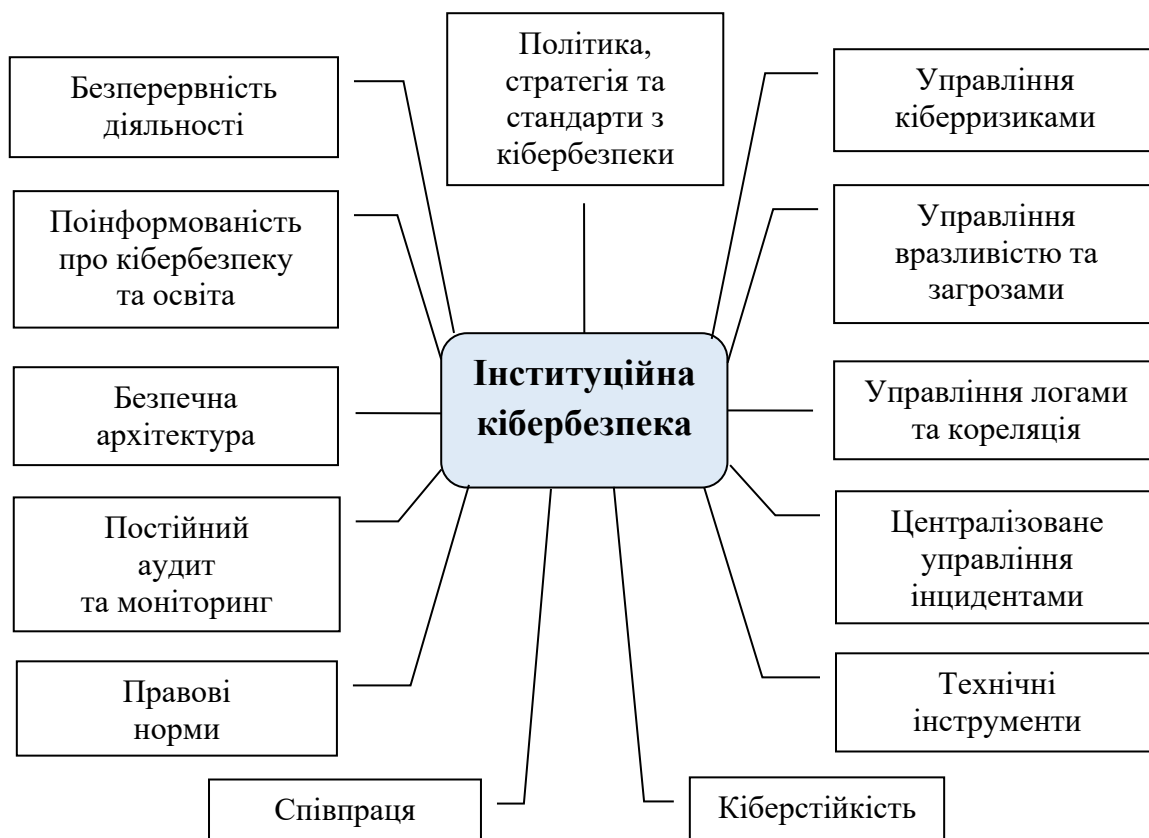 Політика,
стратегія та
стандарти з
кібербезпеки
Безперервність
діяльності
Управління
кіберризиками
Поінформованість
про кібербезпеку
та освіта
Управління
вразливістю та
загрозами
Інституційна
кібербезпека
Безпечна
архітектура
Управління логами
та кореляція
Постійний
аудит
та моніторинг
Централізоване
управління
інцидентами
Правові
норми
Технічні
інструменти
Співпраця
Кіберстійкість